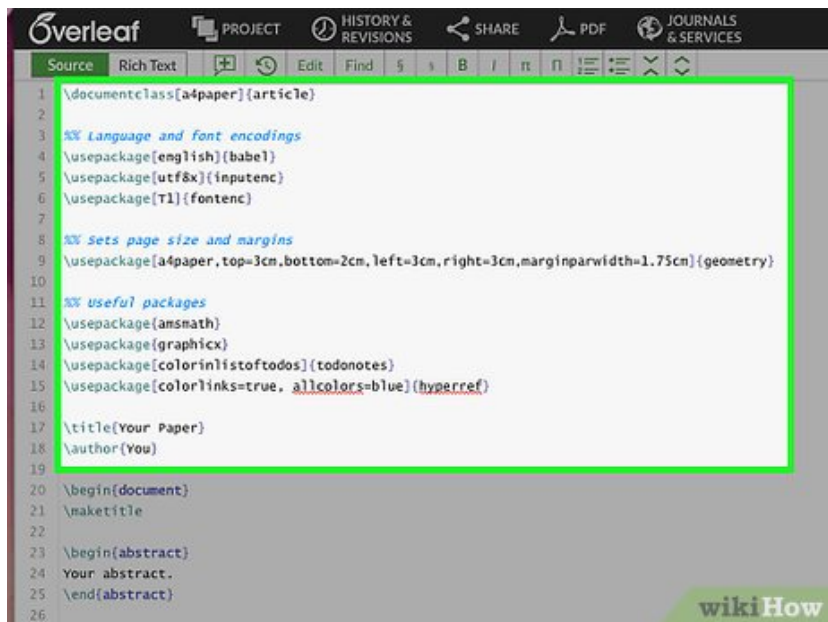 Overleaf PROJECT HISTORY & REVISIONS SHARE PDF JOURNALS & SERVICES
Source Rich Text Edit Find § § B I π Π
1 \documentclass[a4paper]{article}
2
3 %% Language and font encodings
4 \usepackage[english]{babel}
5 \usepackage[utf8x]{inputenc}
6 \usepackage[T1]{fontenc}
7
8 %% Sets page size and margins
9 \usepackage[a4paper,top=3cm,bottom=2cm,left=3cm,right=3cm,marginparwidth=1.75cm]{geometry}
10
11 %% Useful packages
12 \usepackage{amsmath}
13 \usepackage{graphicx}
14 \usepackage[colorinlistoftodos]{todonotes}
15 \usepackage[colorlinks=true, allcolors=blue]{hyperref}
16
17 \title{Your Paper}
18 \author{You}
19
20 \begin{document}
21 \maketitle
22
23 \begin{abstract}
24 Your abstract.
25 \end{abstract}
26
wikiHow